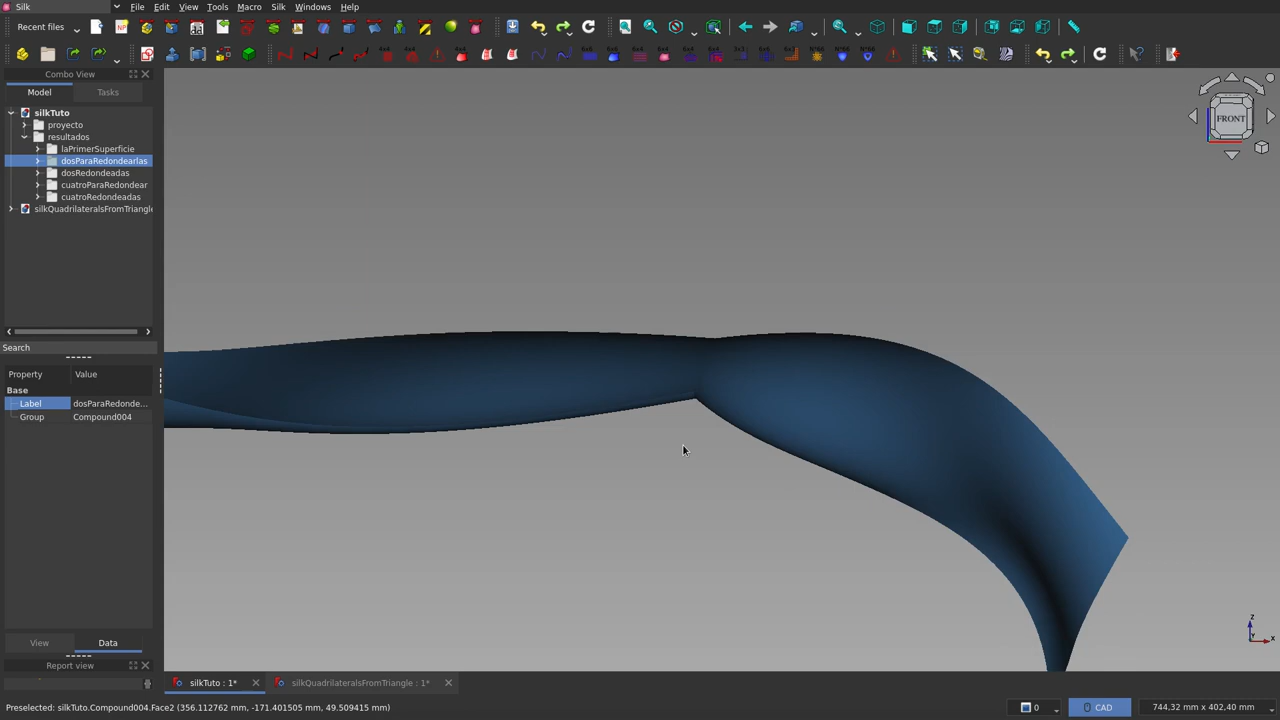 Silk File Edit View Tools Macro Silk Windows Help
Recent files
Combo View
Model Tasks
silkTuto
proyecto
resultados
laPrimerSuperficie
dosParaRedondearlas
dosRedondeadas
cuatroParaRedondear
cuatroRedondeadas
silkQuadrilateralsFromTriangle
Search
Property Value
Base
Label dosParaRedonde...
Group Compound004
View Data
Report view
FRONT
Z
Y
X
silkTuto : 1* silkQuadrilateralsFromTriangle : 1*
Preselected: silkTuto.Compound004.Face2 (356.112762 mm, -171.401505 mm, 49.509415 mm) 0 CAD 744,32 mm x 402,40 mm